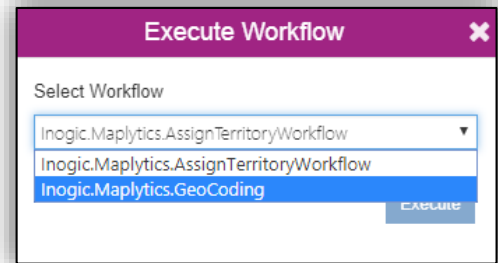 Execute Workflow ✖
Select Workflow
Inogic.Maplytics.AssignTerritoryWorkflow ▼
Inogic.Maplytics.AssignTerritoryWorkflow
Inogic.Maplytics.GeoCoding
Execute